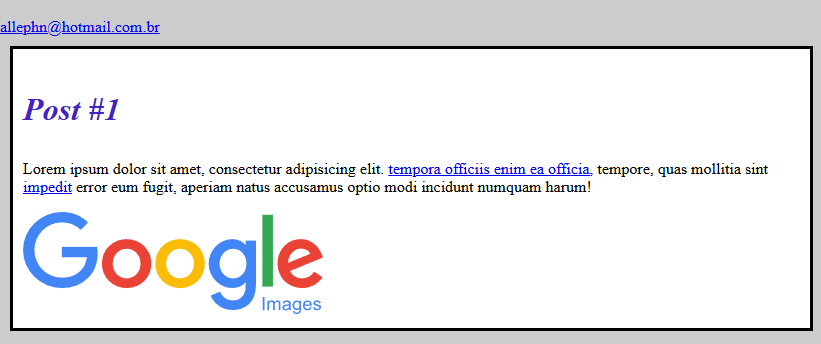 allephn@hotmail.com.br
Post #1
Lorem ipsum dolor sit amet, consectetur adipisicing elit. tempora officiis enim ea officia, tempore, quas mollitia sint
impedit error eum fugit, aperiam natus accusamus optio modi incidunt numquam harum!
Google
Images